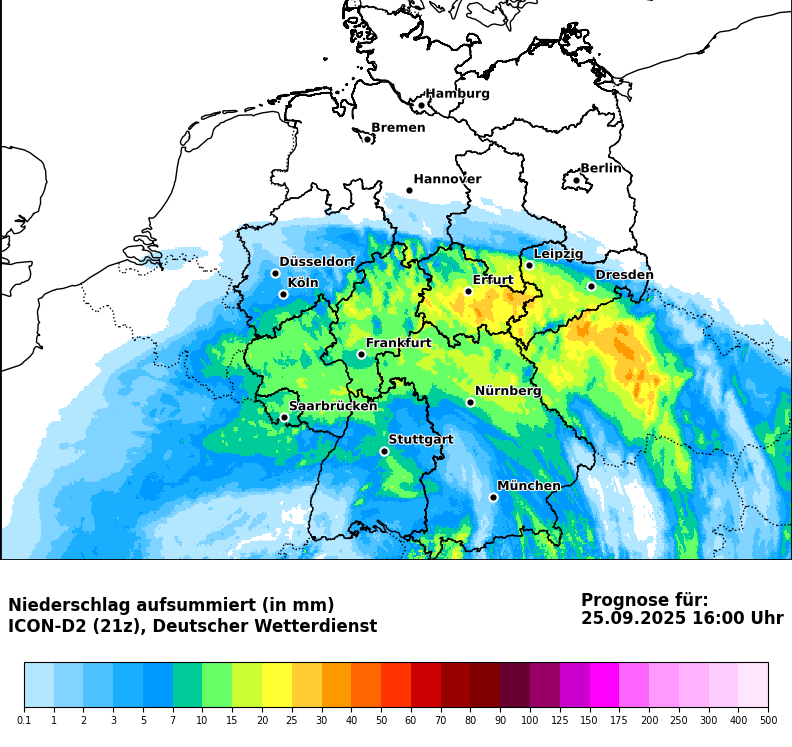 Hamburg
Bremen
Berlin
Hannover
Leipzig
Düsseldorf
Dresden
Köln
Erfurt
Frankfurt
Nürnberg
Saarbrücken
Stuttgart
München
Niederschlag aufsummiert (in mm)
ICON-D2 (21z), Deutscher Wetterdienst
Prognose für:
25.09.2025 16:00 Uhr
0.1 1 2 3 5 7 10 15 20 25 30 40 50 60 70 80 90 100 125 150 175 200 250 300 400 500